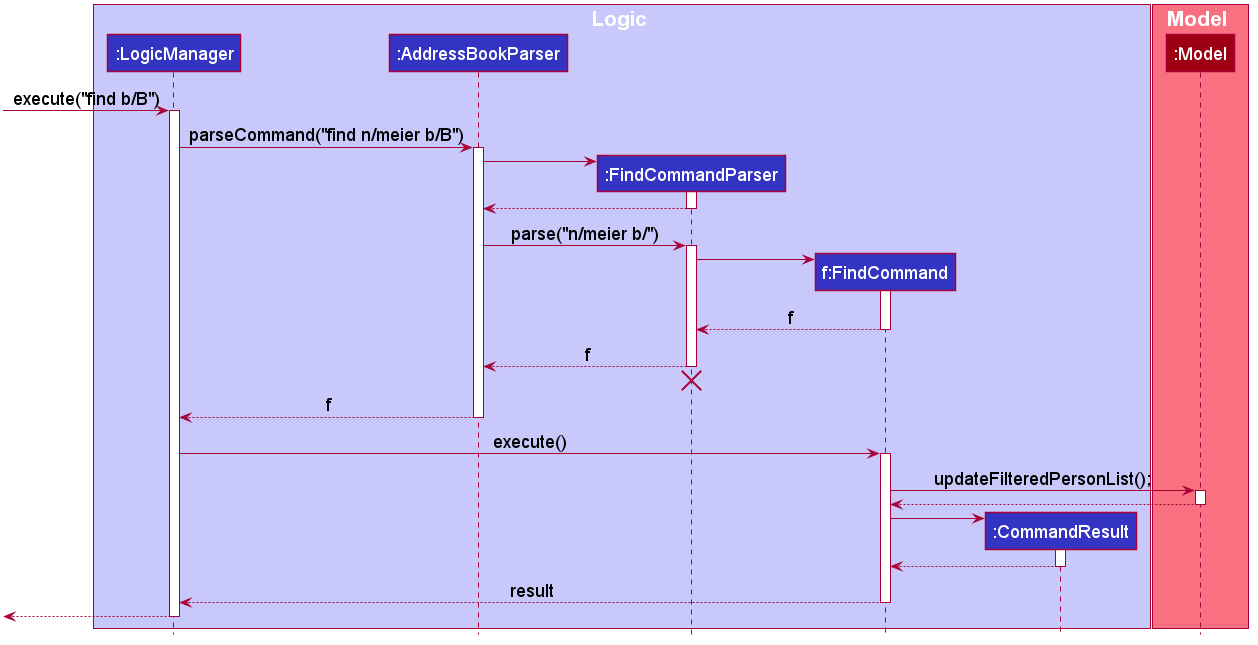 Logic
Model
:LogicManager
:AddressBookParser
:Model
execute("find b/B")
parseCommand("find n/meier b/B")
:FindCommandParser
parse("n/meier b/")
f:FindCommand
f
f
f
execute()
updateFilteredPersonList();
:CommandResult
result